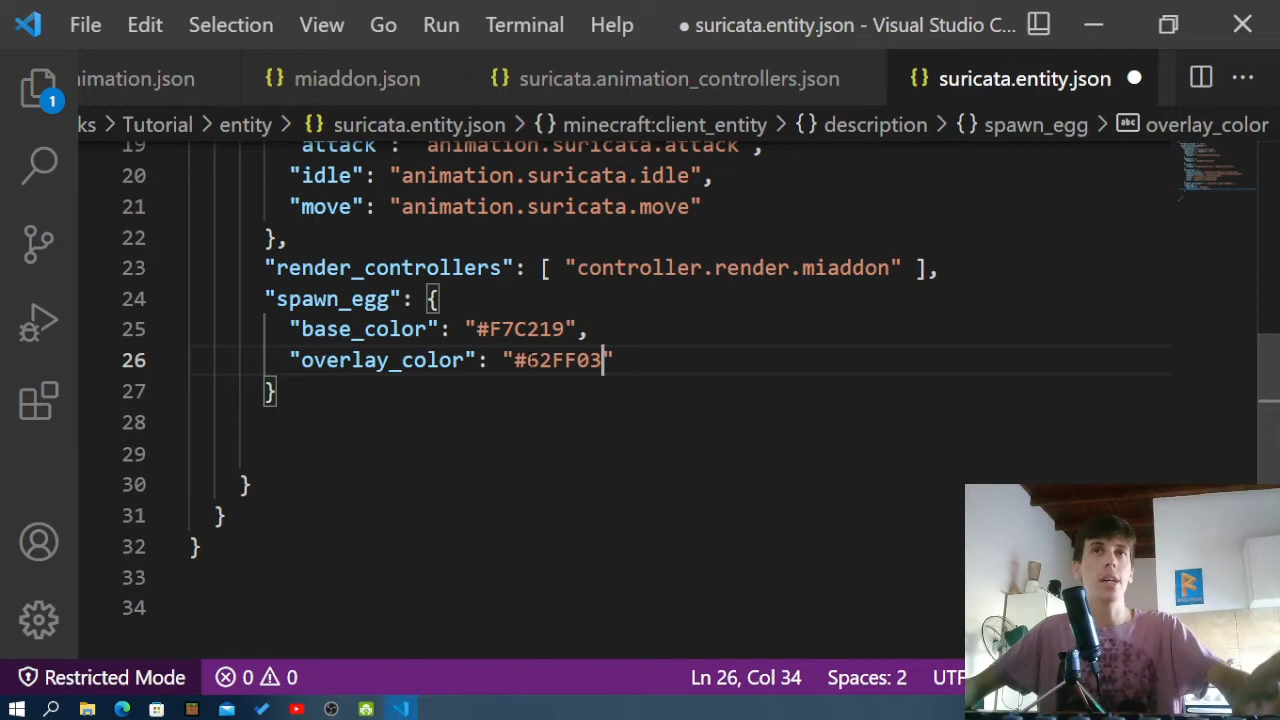 File Edit Selection View Go Run Terminal Help ● suricata.entity.json - Visual Studio C...
nimation.json {} miaddon.json {} suricata.animation_controllers.json {} suricata.entity.json
ks > Tutorial > entity > {} suricata.entity.json > {} minecraft:client_entity > {} description > {} spawn_egg > abc overlay_color
1
19 "attack": "animation.suricata.attack",
20 "idle": "animation.suricata.idle",
21 "move": "animation.suricata.move"
22 },
23 "render_controllers": [ "controller.render.miaddon" ],
24 "spawn_egg": {
25 "base_color": "#F7C219",
26 "overlay_color": "#62FF03"
27 }
28
29
30 }
31 }
32 }
33
34
Restricted Mode 0 0 Ln 26, Col 34 Spaces: 2 UTF